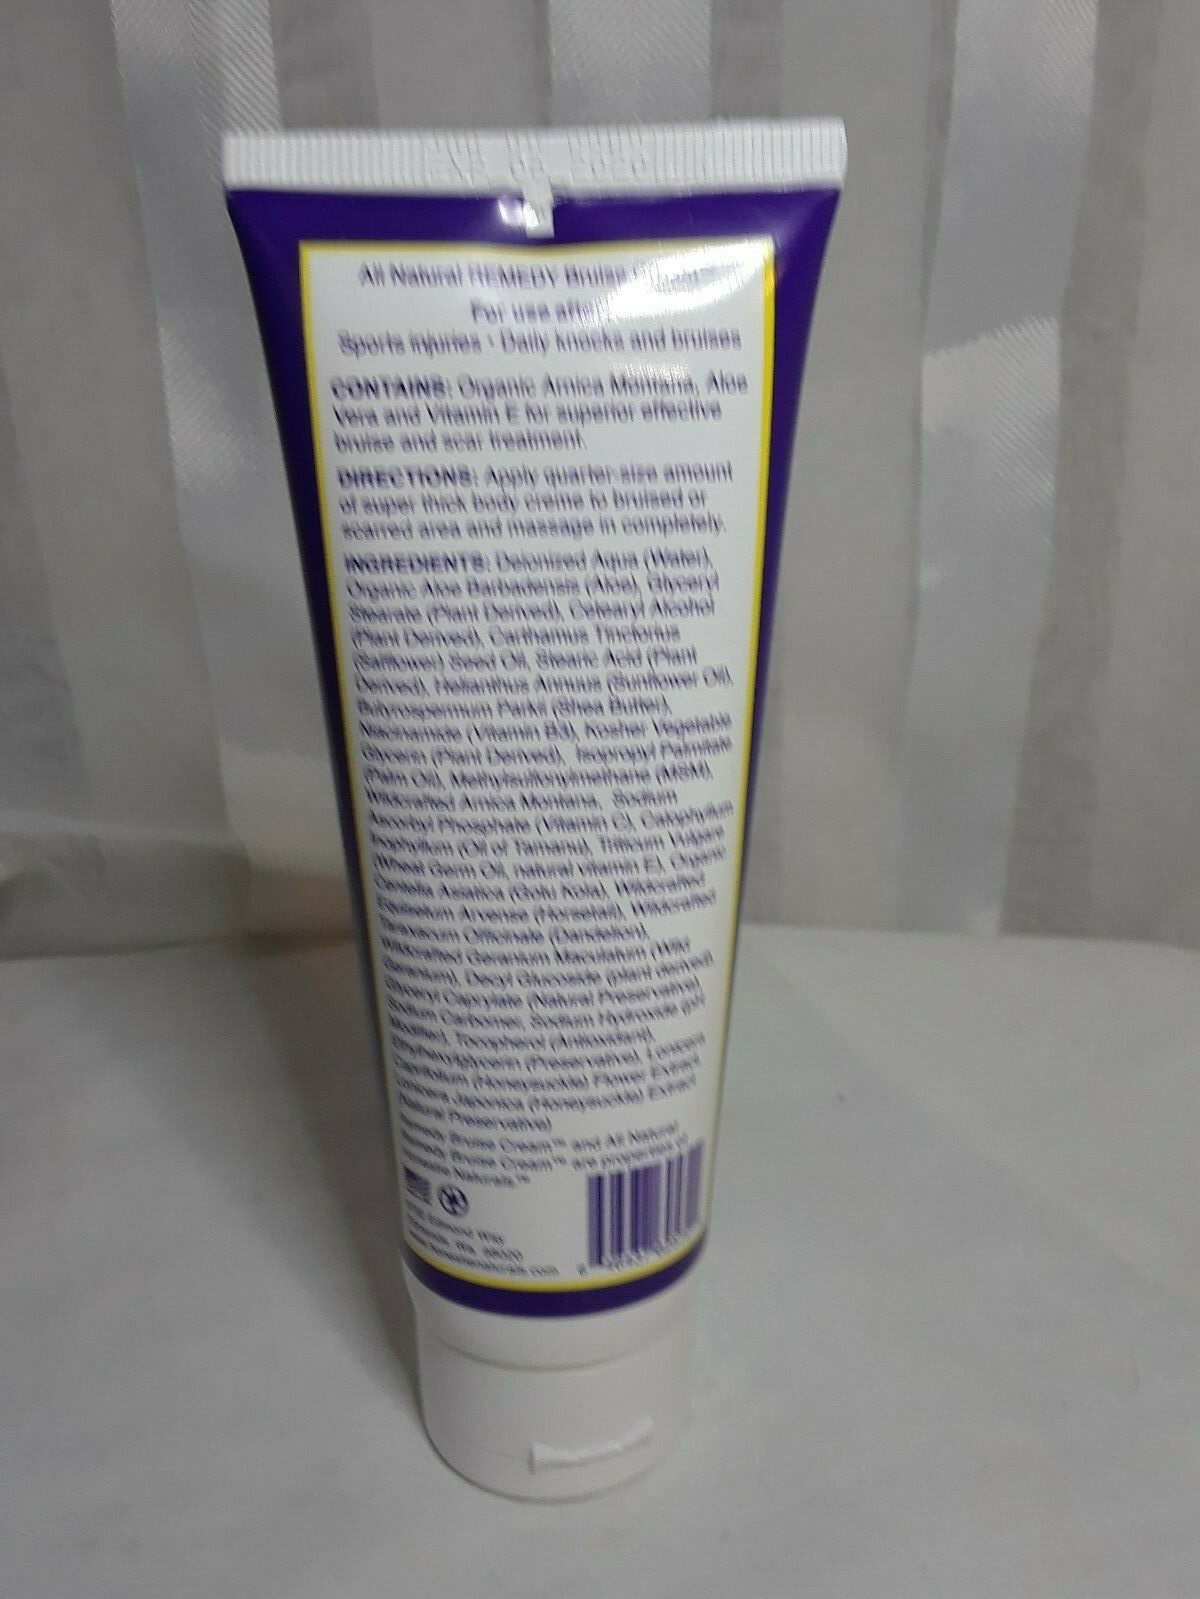 All Natural REMEDY Bruise
For use after
Sports injuries • Daily knocks and bruises
CONTAINS: Organic Arnica Montana, Aloe
Vera and Vitamin E for superior effective
bruise and scar treatment.
DIRECTIONS: Apply quarter-size amount
of super thick body creme to bruised or
scarred area and massage in completely.
INGREDIENTS: Deionized Aqua (Water),
Organic Aloe Barbadensis (Aloe), Glyceryl
Stearate (Plant Derived), Cetearyl Alcohol
(Plant Derived), Carthamus Tinctorius
(Safflower) Seed Oil, Stearic Acid (Plant
Derived), Helianthus Annuus (Sunflower Oil),
Butyrospermum Parkii (Shea Butter),
Niacinamide (Vitamin B3), Kosher Vegetable
Glycerin (Plant Derived), Isopropyl Palmitate
(Palm Oil), Methylsulfonylmethane (MSM),
Wildcrafted Arnica Montana, Sodium
Ascorbyl Phosphate (Vitamin C), Calophyllum
Inophyllum (Oil of Tamanu), Triticum Vulgare
(Wheat Germ Oil, natural vitamin E), Organic
Centella Asiatica (Gotu Kola), Wildcrafted
Equisetum Arvense (Horsetail), Wildcrafted
Taraxacum Officinale (Dandelion),
Wildcrafted Geranium Maculatum (Wild
Geranium), Decyl Glucoside (plant derived),
Glyceryl Caprylate (Natural Preservative),
Sodium Carbomer, Sodium Hydroxide (pH
Modifier), Tocopherol (Antioxidant),
Ethylhexylglycerin (Preservative), Lonicera
Caprifolium (Honeysuckle) Flower Extract,
Lonicera Japonica (Honeysuckle) Extract
(Natural Preservative)
Remedy Bruise Cream™ and All Natural
Remedy Bruise Cream™ are properties of
Naturals™
Way
WA,